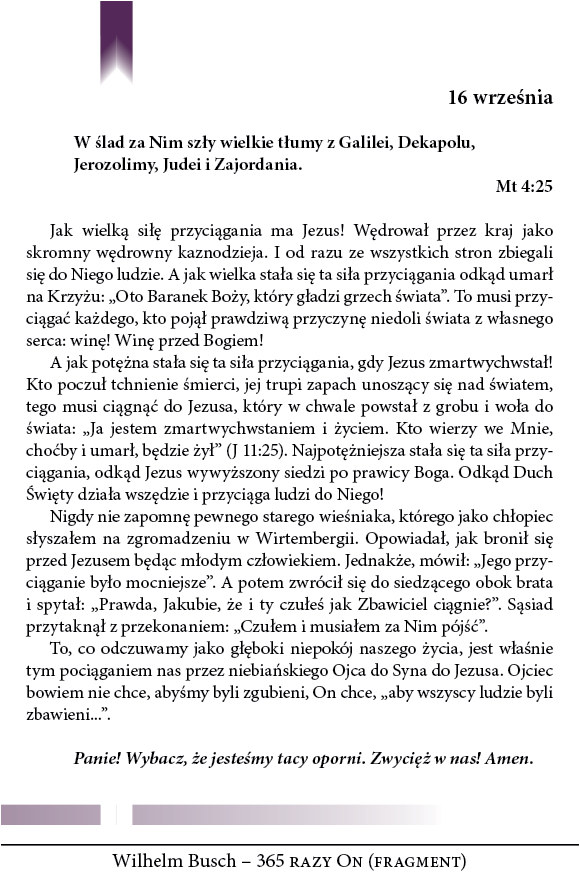 16 września
W ślad za Nim szły wielkie tłumy z Galilei, Dekapolu,
Jerozolimy, Judei i Zajordania.
Mt 4:25
Jak wielką siłę przyciągania ma Jezus! Wędrował przez kraj jako
skromny wędrowny kaznodzieja. I od razu ze wszystkich stron zbiegali
się do Niego ludzie. A jak wielka stała się ta siła przyciągania odkąd umarł
na Krzyżu: „Oto Baranek Boży, który gładzi grzech świata”. To musi przy-
ciągać każdego, kto pojął prawdziwą przyczynę niedoli świata z własnego
serca: winę! Winę przed Bogiem!
A jak potężna stała się ta siła przyciągania, gdy Jezus zmartwychwstał!
Kto poczuł tchnienie śmierci, jej trupi zapach unoszący się nad światem,
tego musi ciągnąć do Jezusa, który w chwale powstał z grobu i woła do
świata: „Ja jestem zmartwychwstaniem i życiem. Kto wierzy we Mnie,
choćby i umarł, będzie żył” (J 11:25). Najpotężniejsza stała się ta siła przy-
ciągania, odkąd Jezus wywyższony siedzi po prawicy Boga. Odkąd Duch
Święty działa wszędzie i przyciąga ludzi do Niego!
Nigdy nie zapomnę pewnego starego wieśniaka, którego jako chłopiec
słyszałem na zgromadzeniu w Wirtembergii. Opowiadał, jak bronił się
przed Jezusem będąc młodym człowiekiem. Jednakże, mówił: „Jego przy-
ciąganie było mocniejsze”. A potem zwrócił się do siedzącego obok brata
i spytał: „Prawda, Jakubie, że i ty czułeś jak Zbawiciel ciągnie?”. Sąsiad
przytaknął z przekonaniem: „Czułem i musiałem za Nim pójść”.
To, co odczuwamy jako głęboki niepokój naszego życia, jest właśnie
tym pociąganiem nas przez niebiańskiego Ojca do Syna do Jezusa. Ojciec
bowiem nie chce, abyśmy byli zgubieni, On chce, „aby wszyscy ludzie byli
zbawieni...”.
Panie! Wybacz, że jesteśmy tacy oporni. Zwycięż w nas! Amen.
Wilhelm Busch – 365 RAZY ON (FRAGMENT)